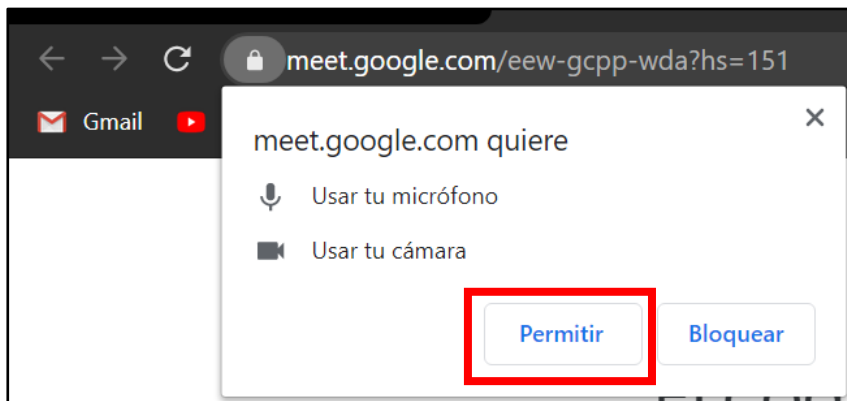 meet.google.com/eew-gcpp-wda?hs=151
Gmail
meet.google.com quiere
Usar tu micrófono
Usar tu cámara
Permitir
Bloquear